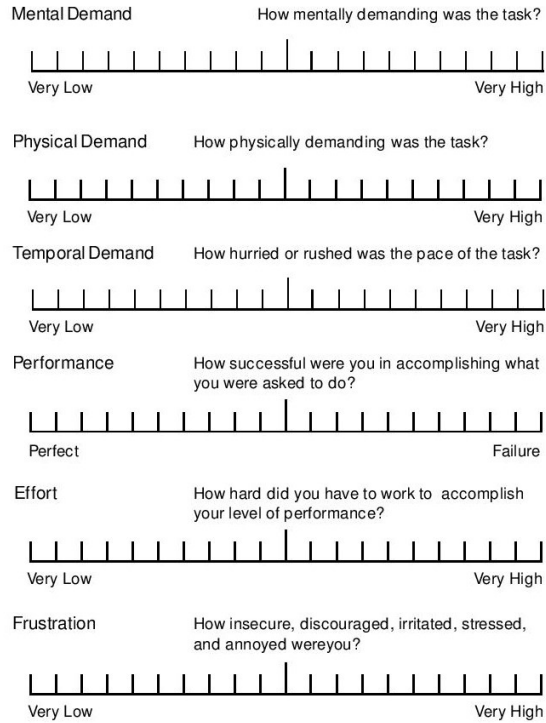 Mental Demand How mentally demanding was the task?
Very Low Very High
Physical Demand How physically demanding was the task?
Very Low Very High
Temporal Demand How hurried or rushed was the pace of the task?
Very Low Very High
Performance How successful were you in accomplishing what
you were asked to do?
Perfect Failure
Effort How hard did you have to work to accomplish
your level of performance?
Very Low Very High
Frustration How insecure, discouraged, irritated, stressed,
and annoyed wereyou?
Very Low Very High